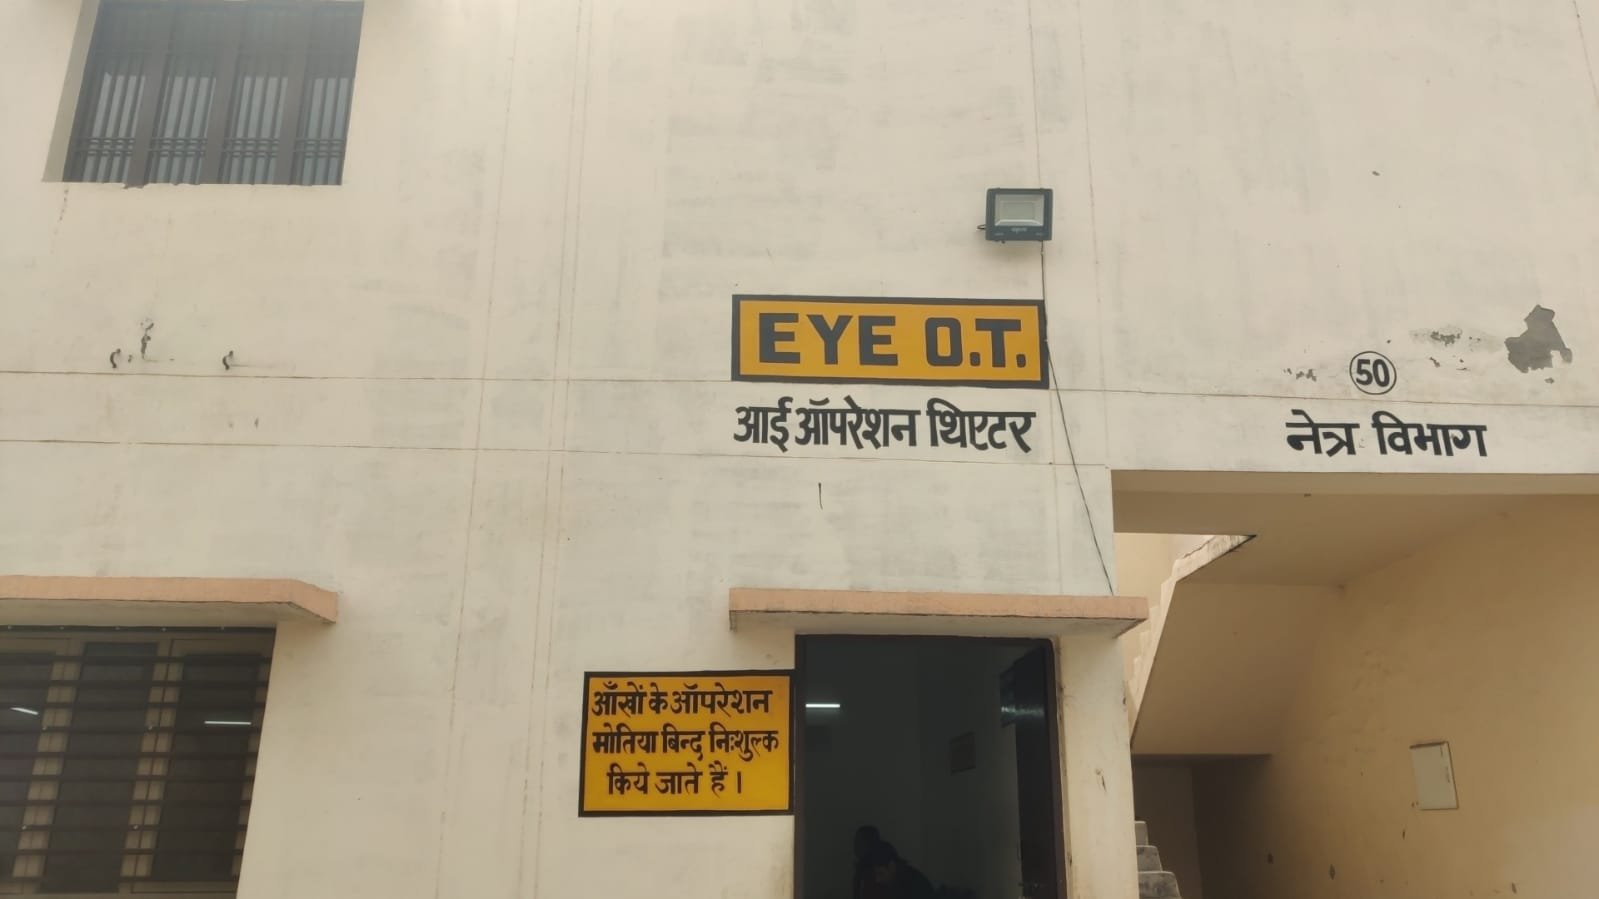 EYE O.T.
आई ऑपरेशन थिएटर
50
नेत्र विभाग
आँखों के ऑपरेशन
मोतिया बिन्द निःशुल्क
किये जाते हैं ।